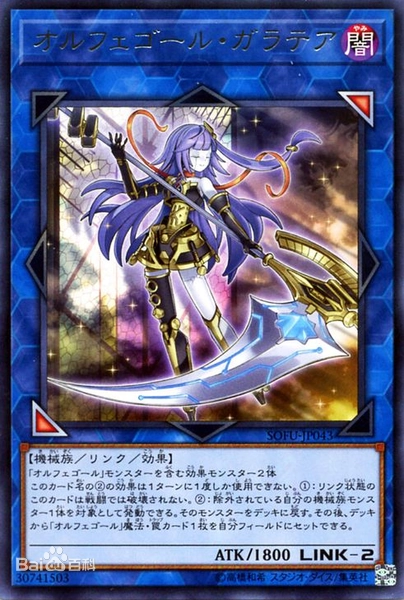 オルフェゴール・ガラテア
闇
やみ
SOFU-JP043
【機械族/リンク/効果】
「オルフェゴール」モンスターを含む効果モンスター2体
このカード名の②の効果は1ターンに1度しか使用できない。①:リンク状態の
このカードは戦闘では破壊されない。②:除外されている自分の機械族モンス
ター1体を対象として発動できる。そのモンスターをデッキに戻す。その後、デッキ
から「オルフェゴール」魔法・罠カード1枚を自分フィールドにセットできる。
ATK/1800 LINK-2
30741503
©高橋和希 スタジオ・ダイス/集英社
Bai百科